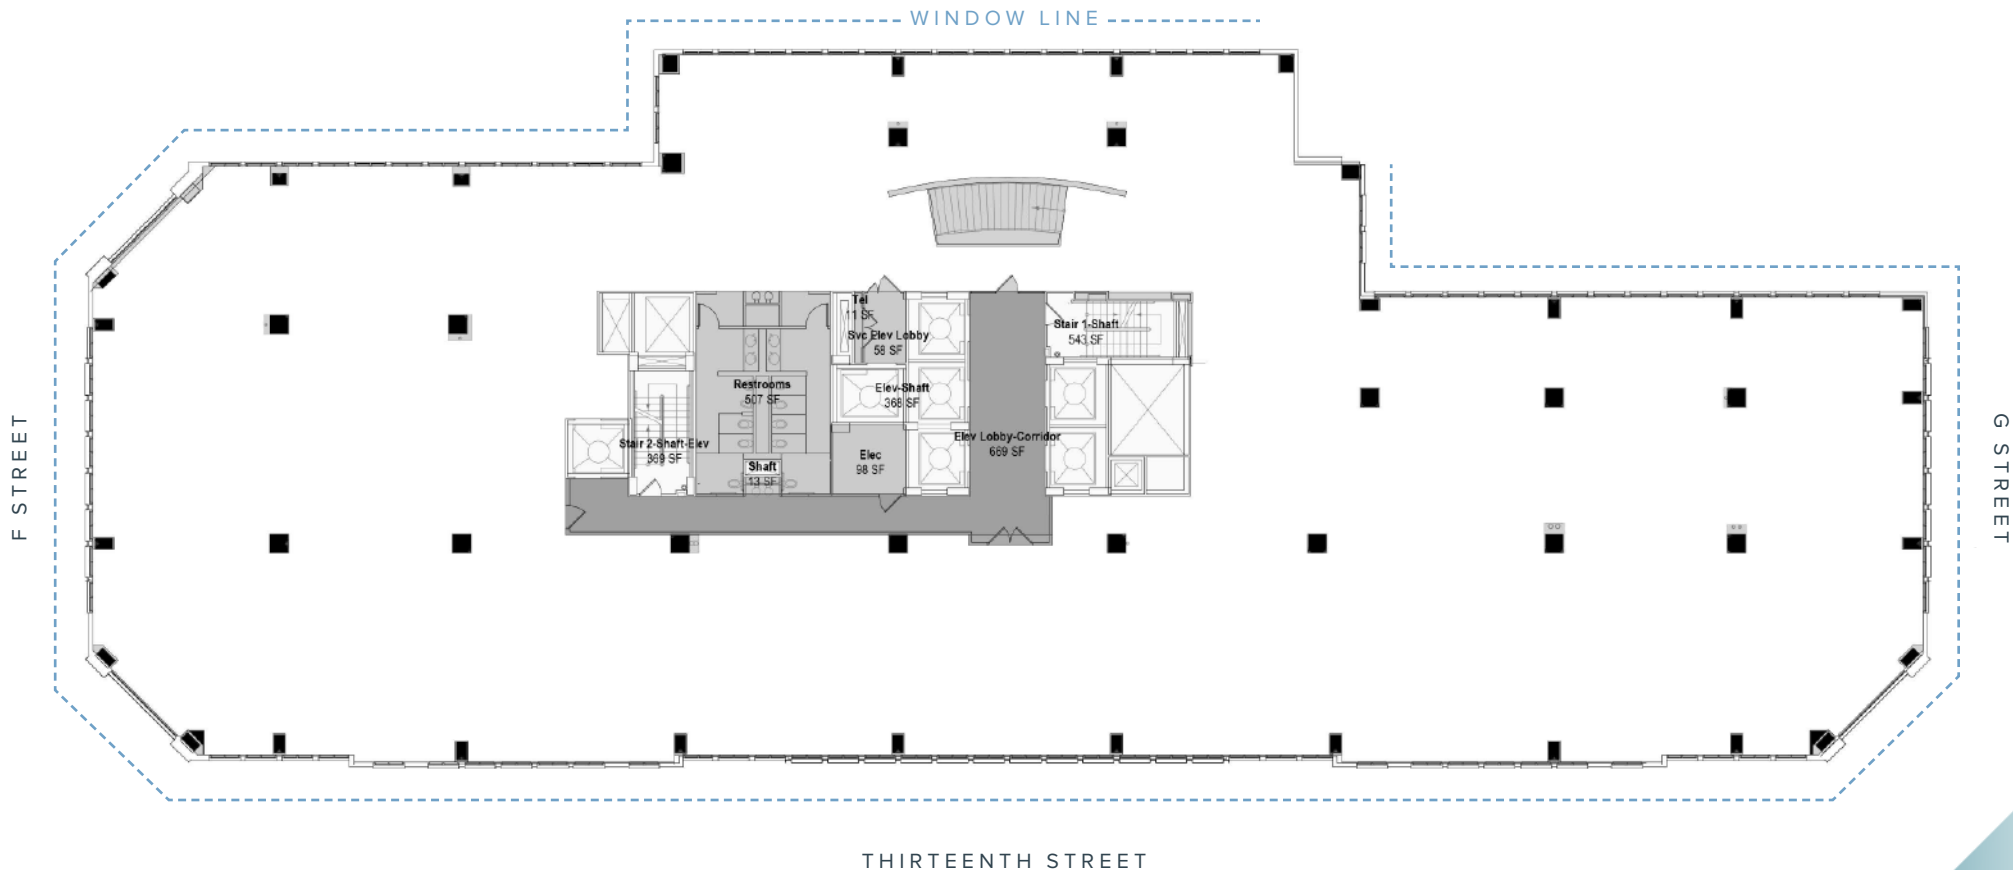 WINDOW LINE
Tel
11 SF
Svc Elev Lobby
58 SF
Stair 1-Shaft
543 SF
Restrooms
507 SF
Elev-Shaft
368 SF
Stair 2-Shaft-Elev
369 SF
Elec
98 SF
Elev Lobby-Corridor
669 SF
Shaft
13 SF
F STREET
G STREET
THIRTEENTH STREET